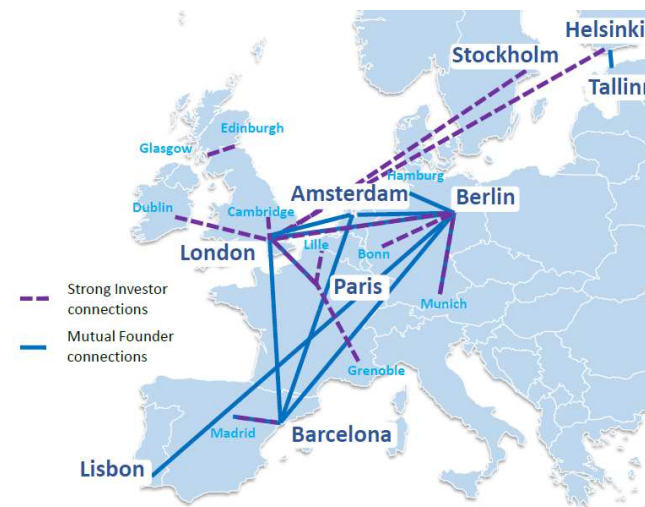 Helsinki
Stockholm
Tallinn
Edinburgh
Glasgow
Hamburg
Amsterdam
Berlin
Dublin
Cambridge
London
Lille
Bonn
Paris
Strong Investor
connections
Munich
Mutual Founder
connections
Grenoble
Madrid
Barcelona
Lisbon